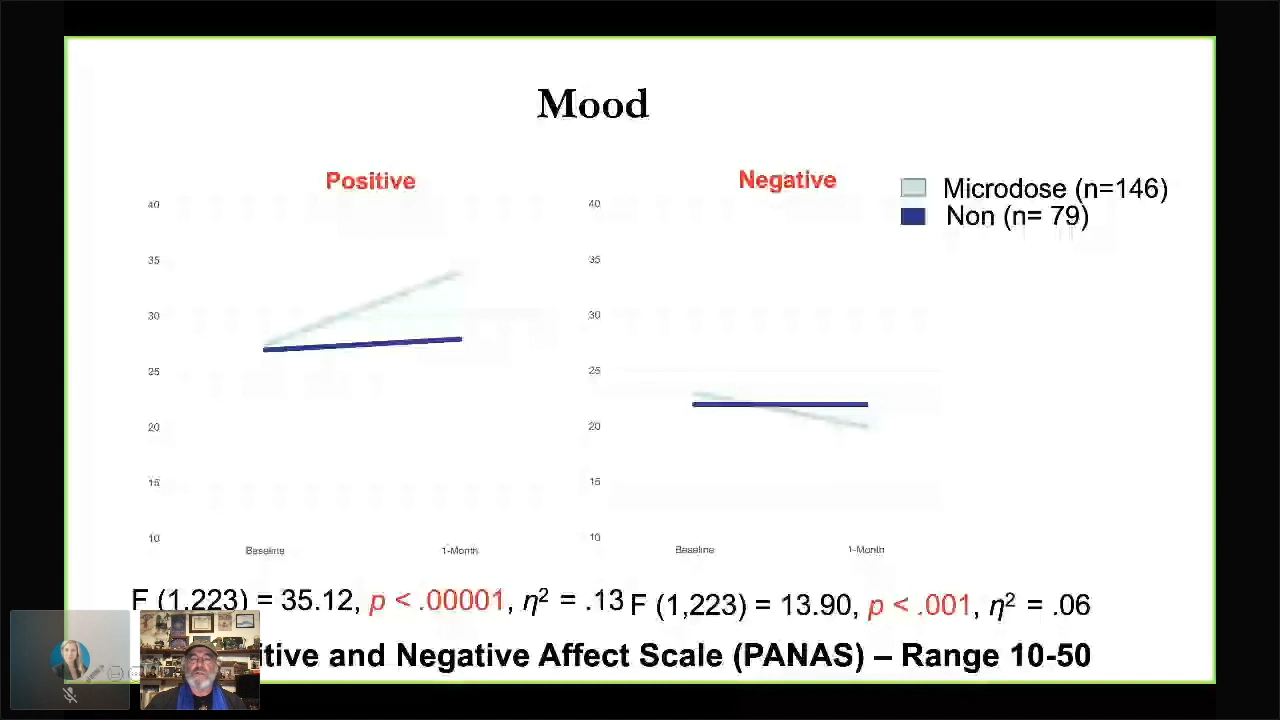 Mood
Positive
Negative
Microdose (n=146)
Non (n= 79)
40
35
30
25
20
15
10
Baseline
1-Month
40
35
30
25
20
15
10
Baseline
1-Month
F (1,223) = 35.12, p < .00001, η² = .13
F (1,223) = 13.90, p < .001, η² = .06
itive and Negative Affect Scale (PANAS) – Range 10-50